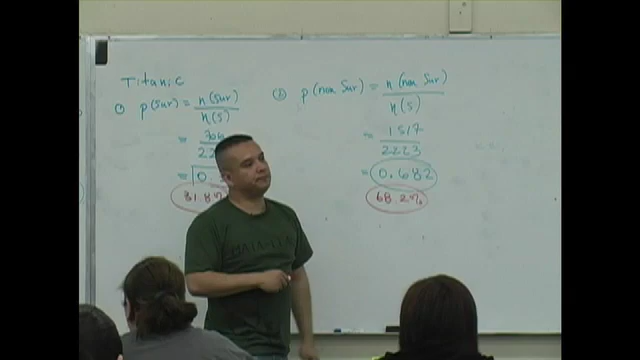 Titanic
① P(Sur) = n(Sur)
n(S)
= 706
22
= 0.3
31.8%
② P(non Sur) = n(non Sur)
n(S)
= 1517
2223
= 0.682
68.2%